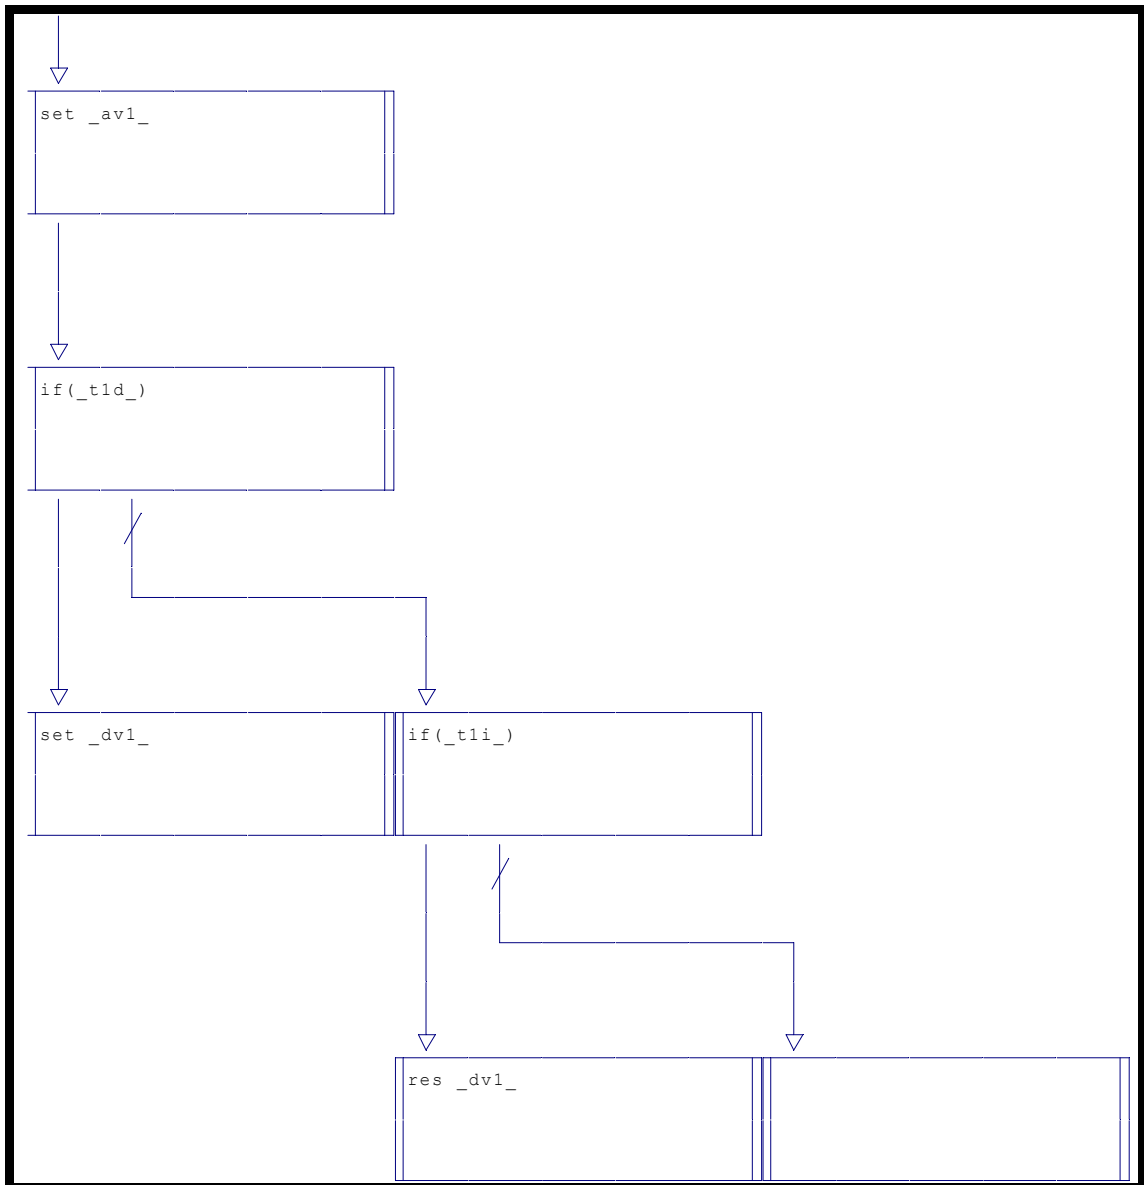 set _av1_
if(_t1d_)
set _dv1_
if(_t1i_)
res _dv1_